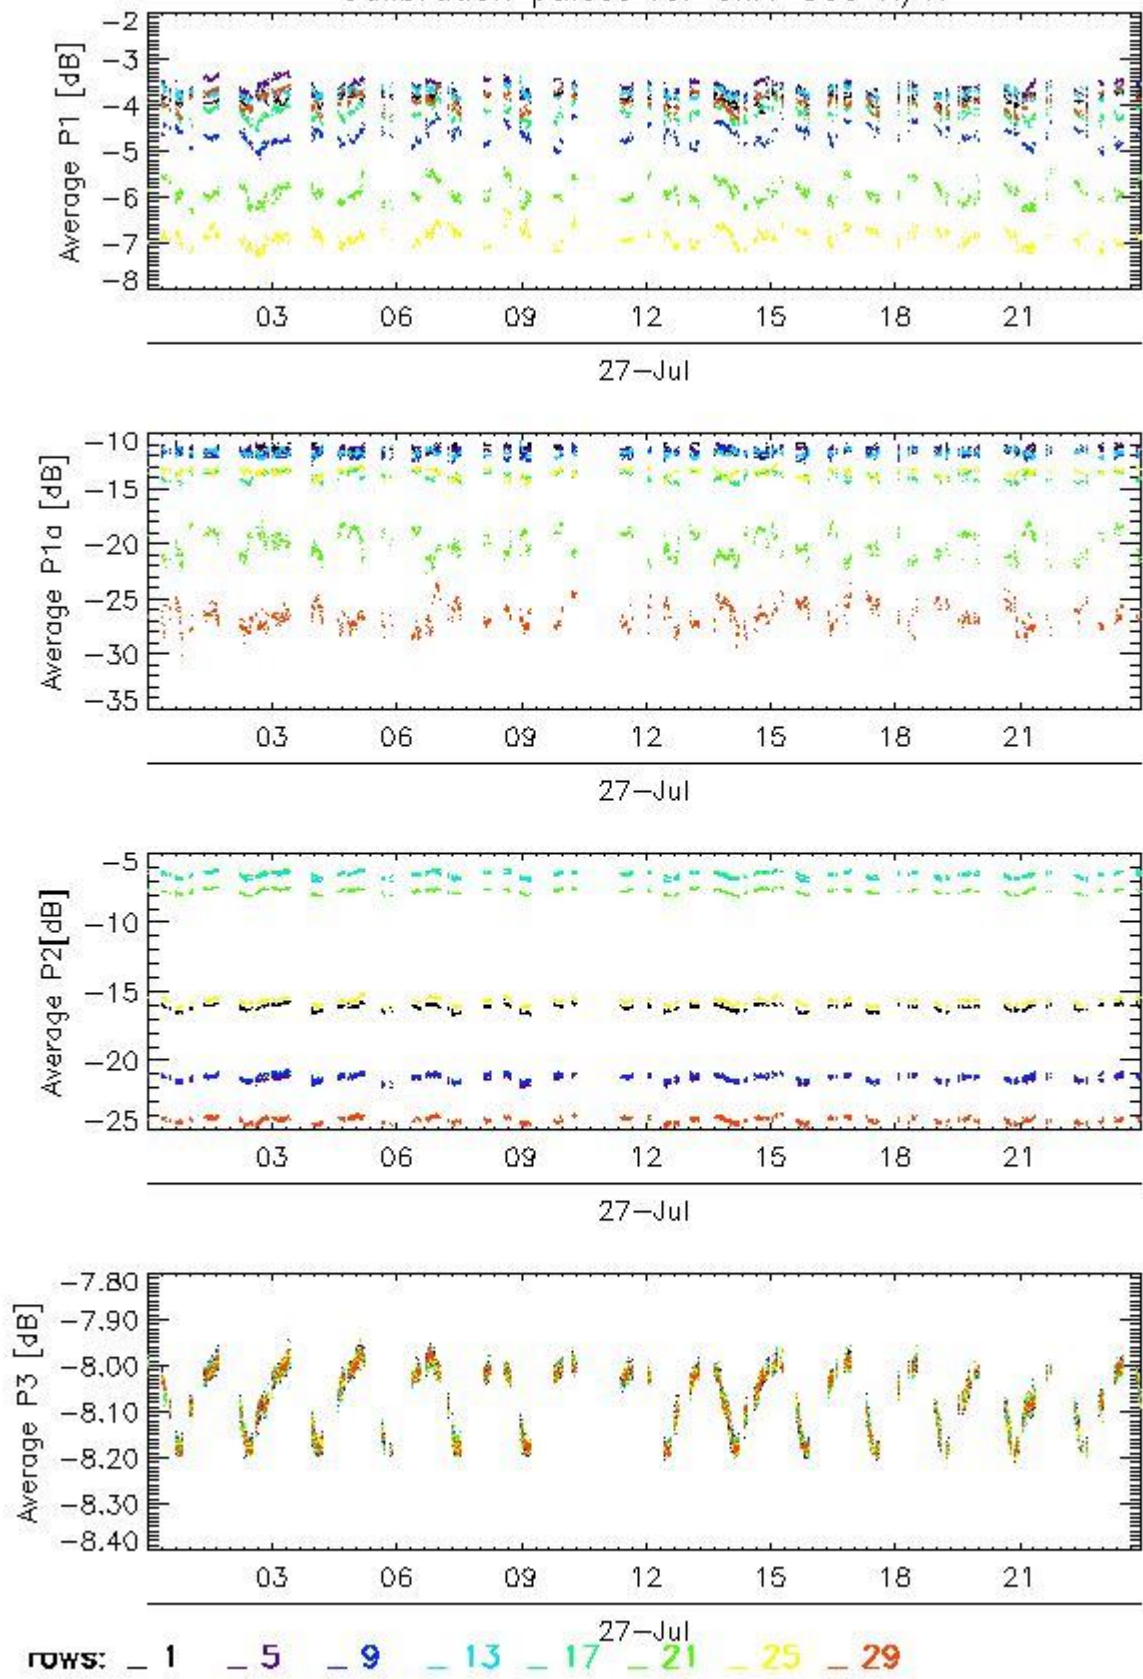 Average P1 [dB]
-2
-3
-4
-5
-6
-7
-8
03 06 09 12 15 18 21
27-Jul
Average P1a [dB]
-10
-15
-20
-25
-30
-35
03 06 09 12 15 18 21
27-Jul
Average P2[dB]
-5
-10
-15
-20
-25
03 06 09 12 15 18 21
27-Jul
Average P3 [dB]
-7.80
-7.90
-8.00
-8.10
-8.20
-8.30
-8.40
03 06 09 12 15 18 21
27-Jul
rows: _ 1 _ 5 _ 9 _ 13 _ 17 _ 21 _ 25 _ 29